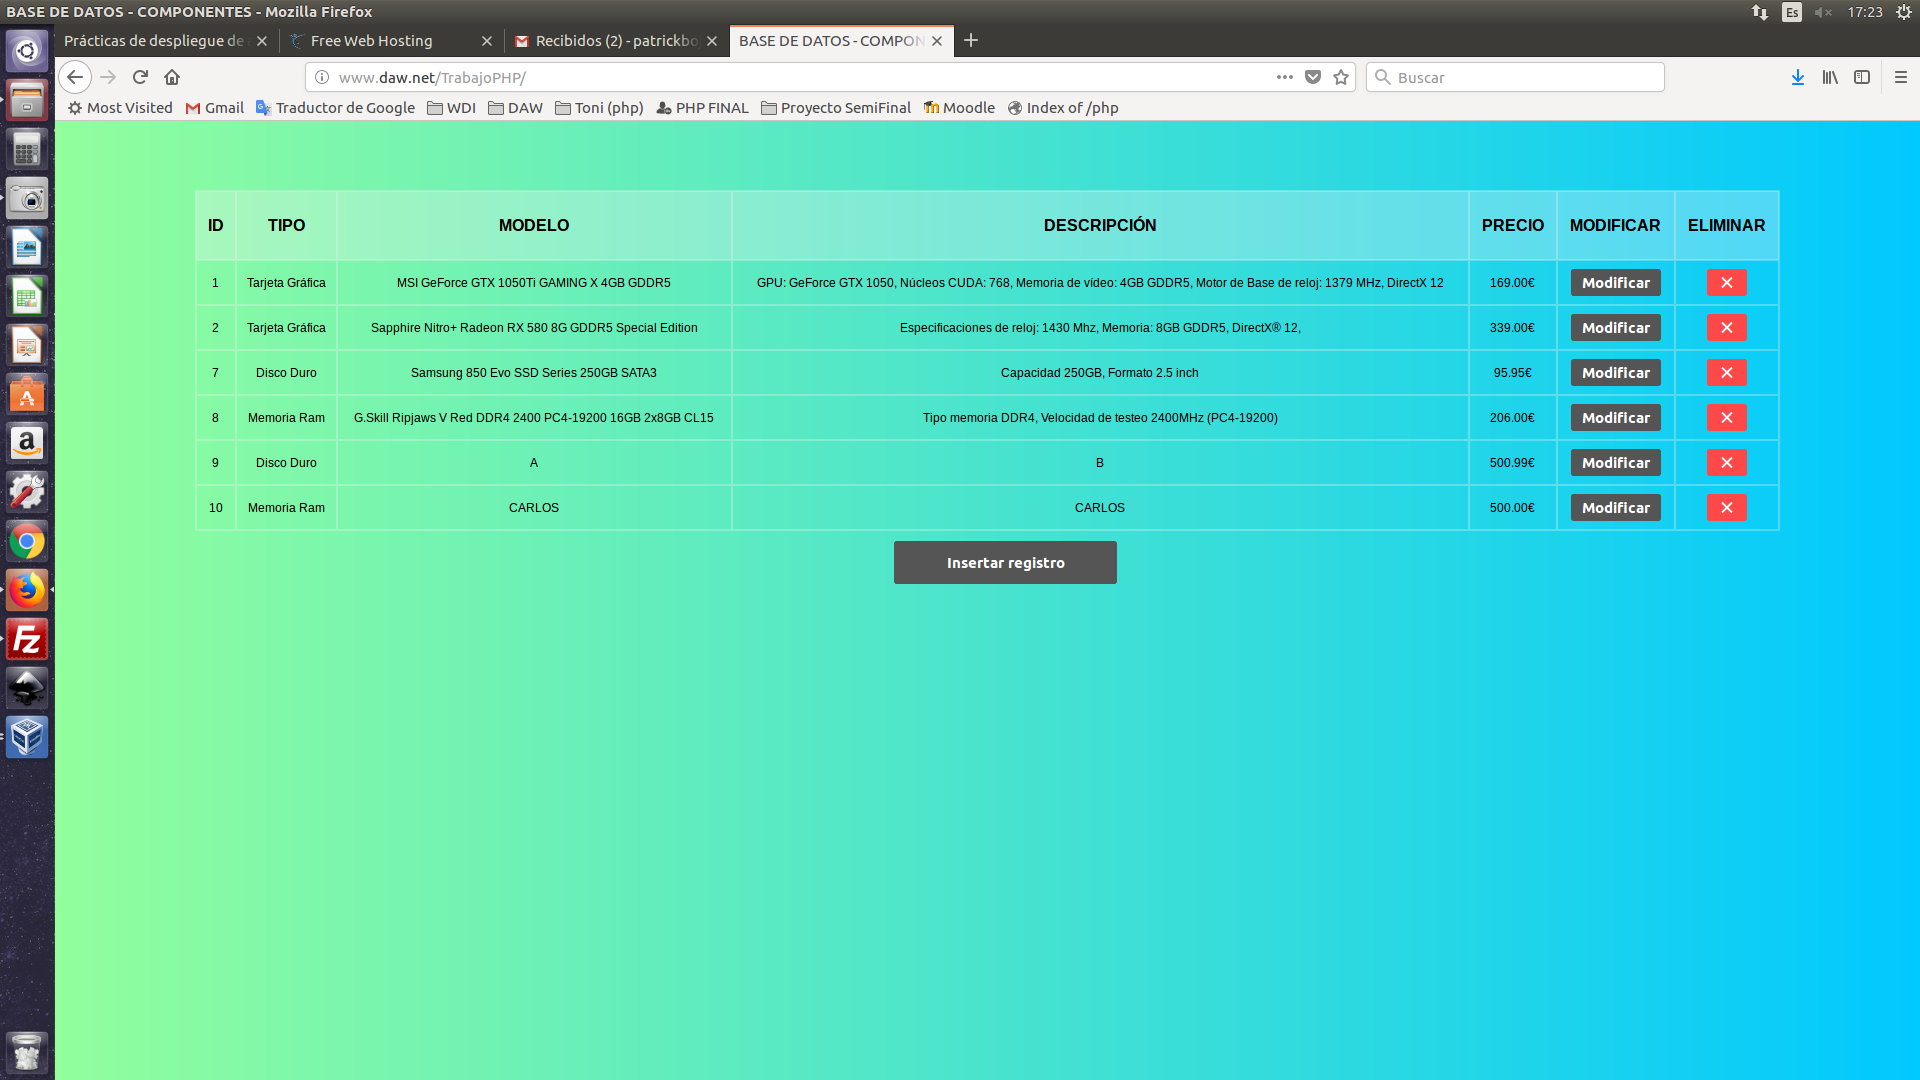 BASE DE DATOS - COMPONENTES - Mozilla Firefox
Es
17:23
Prácticas de despliegue de
Free Web Hosting
Recibidos (2) - patrickbo
BASE DE DATOS - COMPON
www.daw.net/TrabajoPHP/
Buscar
Most Visited
Gmail
Traductor de Google
WDI
DAW
Toni (php)
PHP FINAL
Proyecto SemiFinal
Moodle
Index of /php
ID TIPO MODELO DESCRIPCIÓN PRECIO MODIFICAR ELIMINAR
1 Tarjeta Gráfica MSI GeForce GTX 1050Ti GAMING X 4GB GDDR5 GPU: GeForce GTX 1050, Núcleos CUDA: 768, Memoria de vídeo: 4GB GDDR5, Motor de Base de reloj: 1379 MHz, DirectX 12 169.00€ Modificar ✕
2 Tarjeta Gráfica Sapphire Nitro+ Radeon RX 580 8G GDDR5 Special Edition Especificaciones de reloj: 1430 Mhz, Memoria: 8GB GDDR5, DirectX® 12, 339.00€ Modificar ✕
7 Disco Duro Samsung 850 Evo SSD Series 250GB SATA3 Capacidad 250GB, Formato 2.5 inch 95.95€ Modificar ✕
8 Memoria Ram G.Skill Ripjaws V Red DDR4 2400 PC4-19200 16GB 2x8GB CL15 Tipo memoria DDR4, Velocidad de testeo 2400MHz (PC4-19200) 206.00€ Modificar ✕
9 Disco Duro A B 500.99€ Modificar ✕
10 Memoria Ram CARLOS CARLOS 500.00€ Modificar ✕
Insertar registro